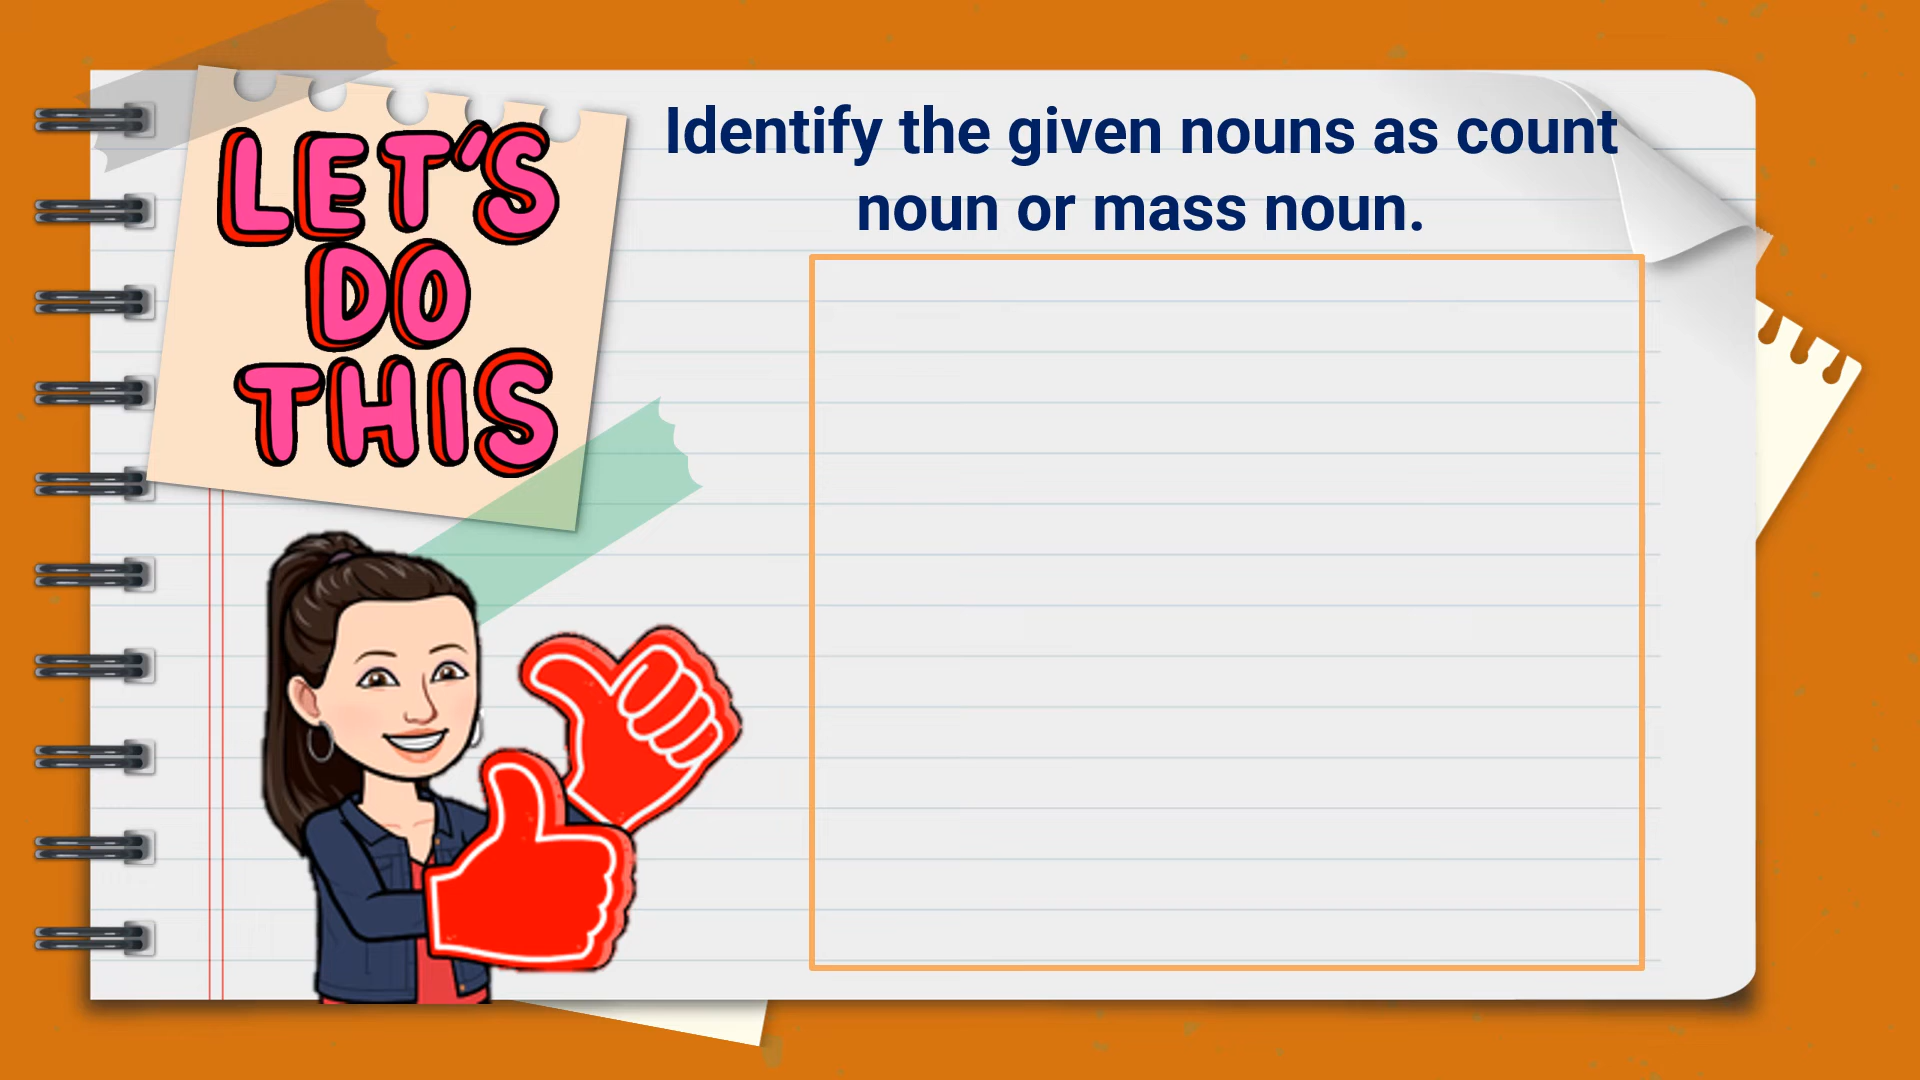 LET'S
DO
THIS
Identify the given nouns as count
noun or mass noun.